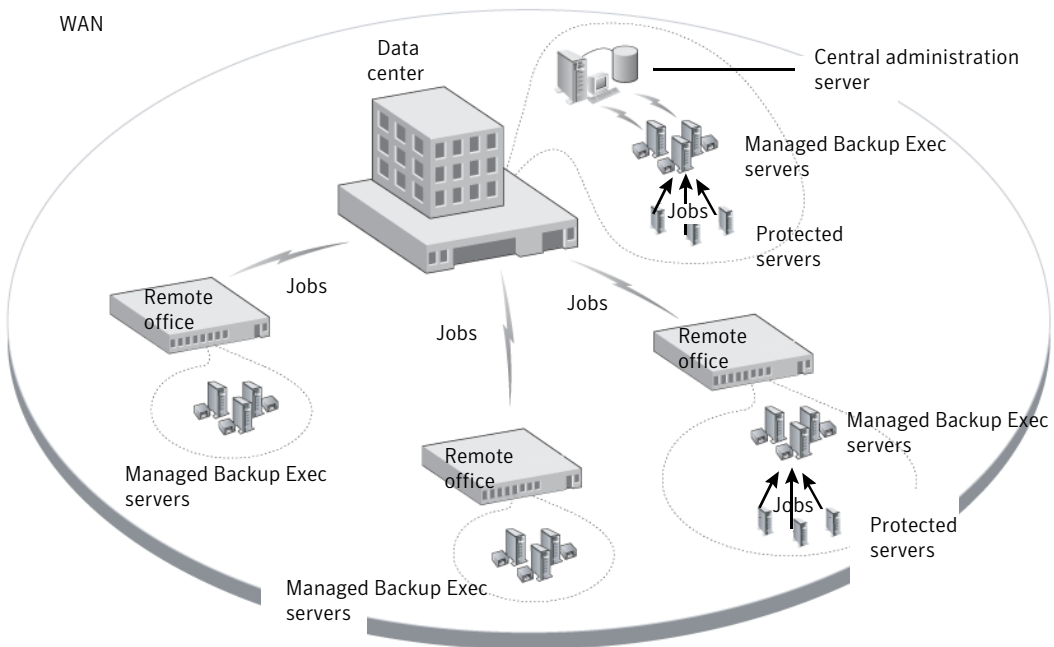 WAN
Data
center
Central administration
server
Managed Backup Exec
servers
Jobs
Protected
servers
Jobs
Remote
office
Jobs
Jobs
Remote
office
Managed Backup Exec
servers
Managed Backup Exec
servers
Remote
office
Jobs
Protected
servers
Managed Backup Exec
servers